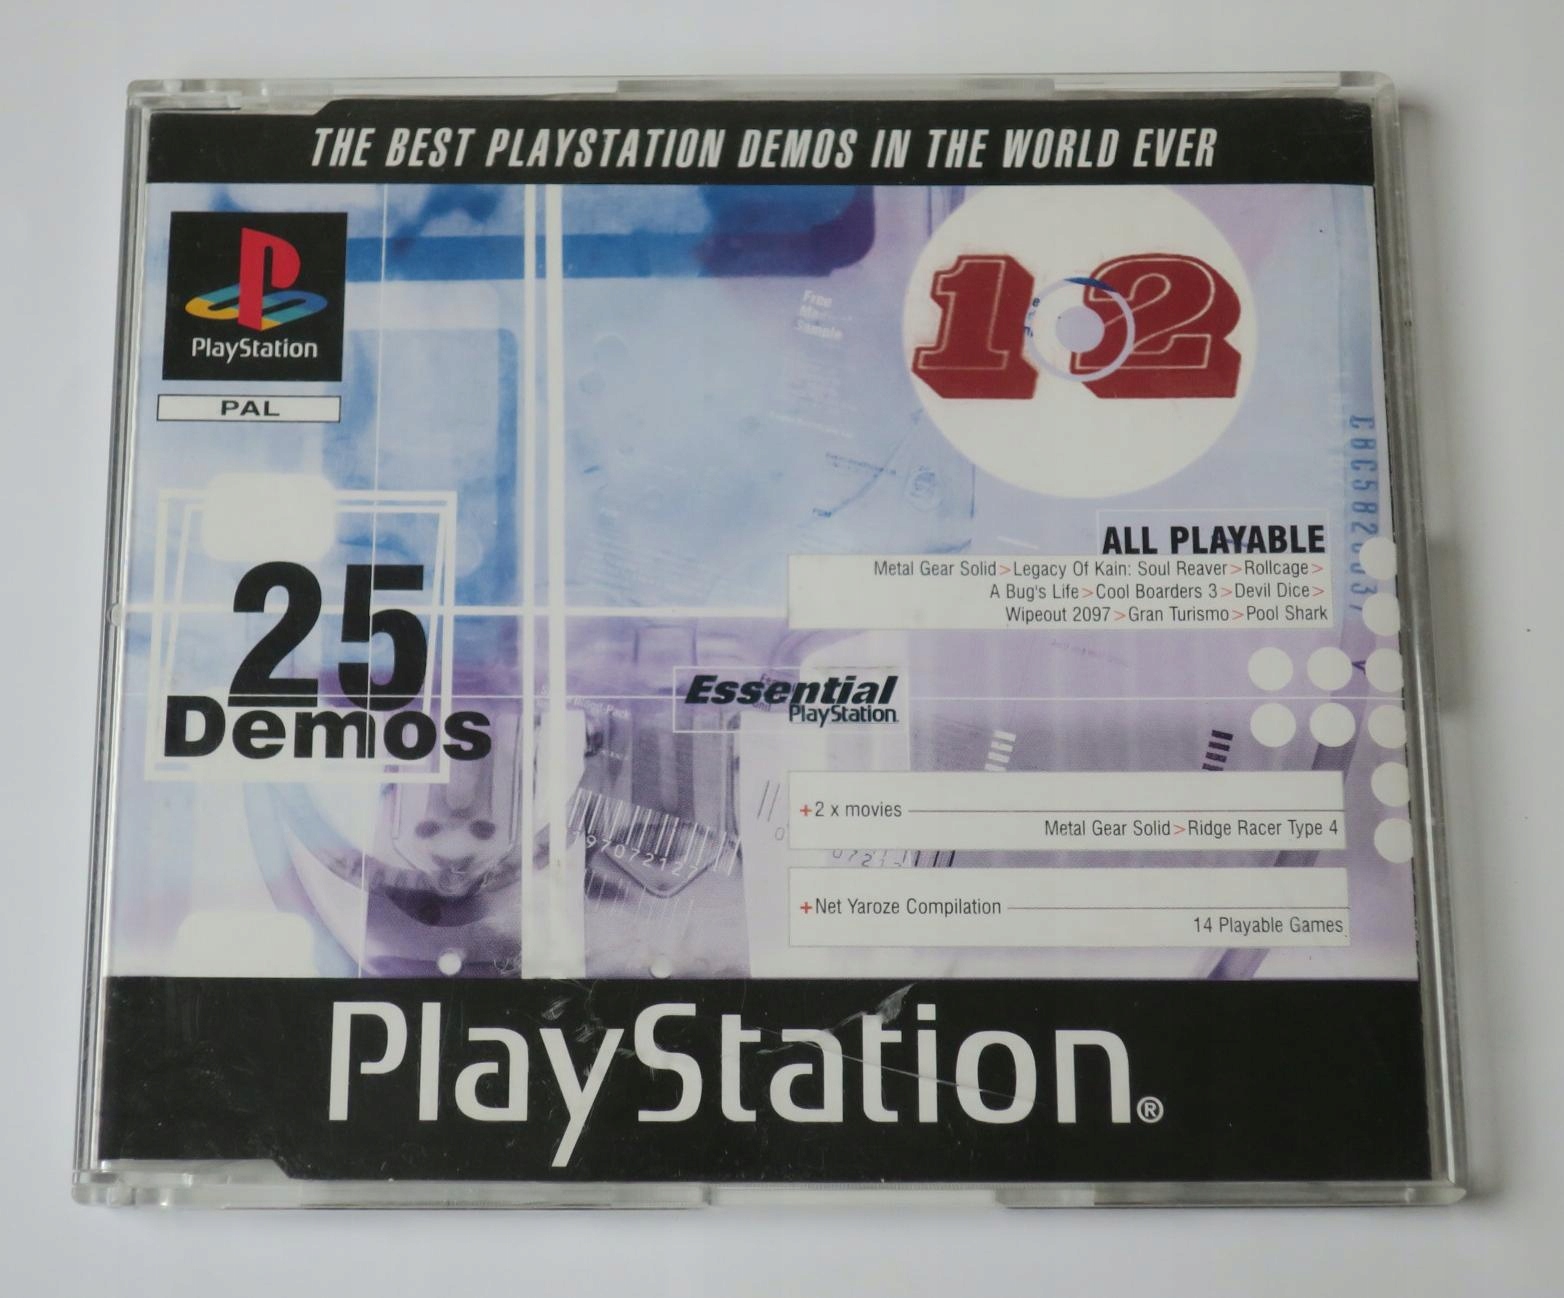 THE BEST PLAYSTATION DEMOS IN THE WORLD EVER
PlayStation
PAL
12
Free
Sample
25
Demos
ALL PLAYABLE
Metal Gear Solid>Legacy Of Kain: Soul Reaver>Rollcage>
A Bug's Life>Cool Boarders 3>Devil Dice>
Wipeout 2097>Gran Turismo>Pool Shark
Essential
PlayStation
+2 x movies
Metal Gear Solid>Ridge Racer Type 4
+Net Yaroze Compilation
14 Playable Games
PlayStation®